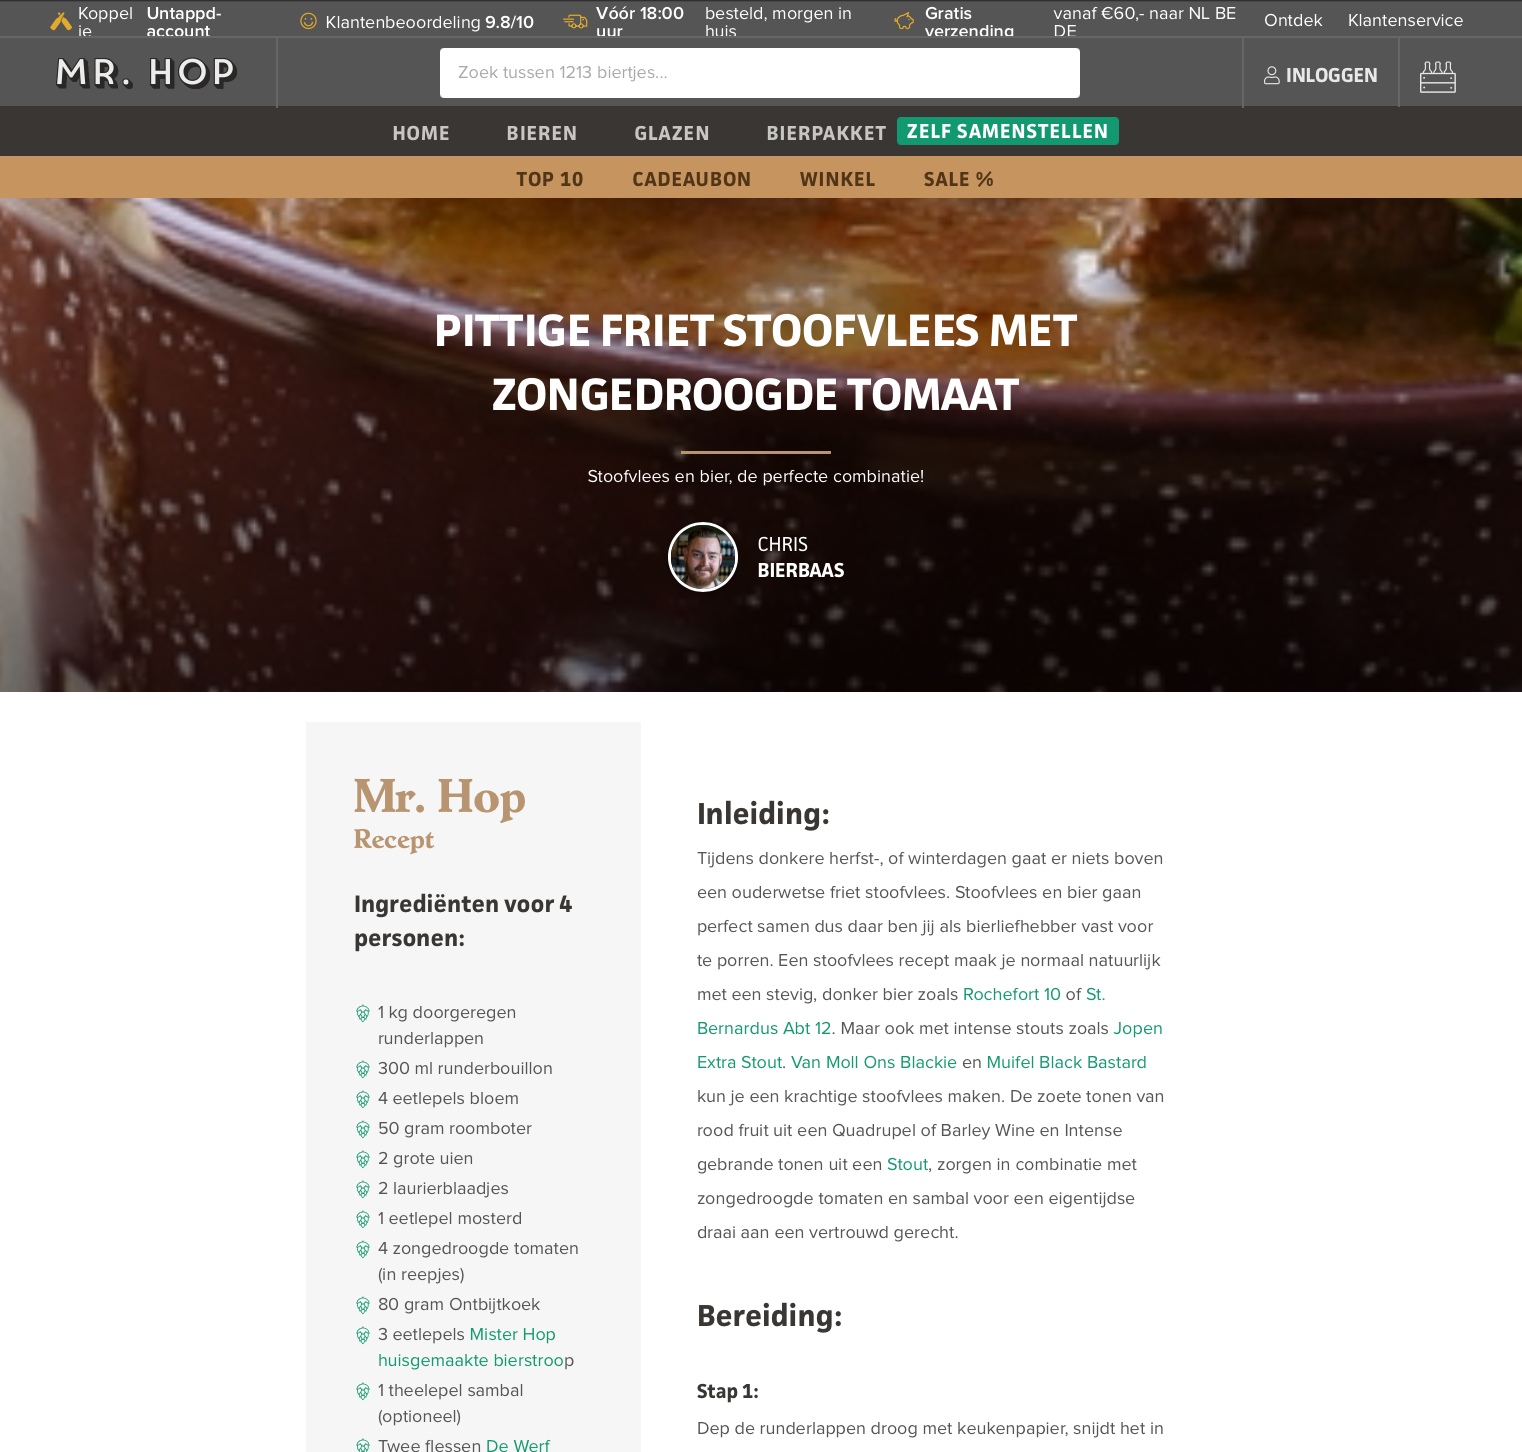 Koppel je Untappd-account
Klantenbeoordeling 9.8/10
Vóór 18:00 uur besteld, morgen in huis
Gratis verzending vanaf €60,- naar NL BE DE
Ontdek
Klantenservice
MR. HOP
Zoek tussen 1213 biertjes...
INLOGGEN
HOME
BIEREN
GLAZEN
BIERPAKKET ZELF SAMENSTELLEN
TOP 10
CADEAUBON
WINKEL
SALE %
PITTIGE FRIET STOOFVLEES MET
ZONGEDROOGDE TOMAAT
Stoofvlees en bier, de perfecte combinatie!
CHRIS
BIERBAAS
Mr. Hop
Recept
Ingrediënten voor 4
personen:
1 kg doorgeregen
runderlappen
300 ml runderbouillon
4 eetlepels bloem
50 gram roomboter
2 grote uien
2 laurierblaadjes
1 eetlepel mosterd
4 zongedroogde tomaten
(in reepjes)
80 gram Ontbijtkoek
3 eetlepels Mister Hop
huisgemaakte bierstroop
1 theelepel sambal
(optioneel)
Twee flessen De Werf
Inleiding:
Tijdens donkere herfst-, of winterdagen gaat er niets boven
een ouderwetse friet stoofvlees. Stoofvlees en bier gaan
perfect samen dus daar ben jij als bierliefhebber vast voor
te porren. Een stoofvlees recept maak je normaal natuurlijk
met een stevig, donker bier zoals Rochefort 10 of St.
Bernardus Abt 12. Maar ook met intense stouts zoals Jopen
Extra Stout. Van Moll Ons Blackie en Muifel Black Bastard
kun je een krachtige stoofvlees maken. De zoete tonen van
rood fruit uit een Quadrupel of Barley Wine en Intense
gebrande tonen uit een Stout, zorgen in combinatie met
zongedroogde tomaten en sambal voor een eigentijdse
draai aan een vertrouwd gerecht.
Bereiding:
Stap 1:
Dep de runderlappen droog met keukenpapier, snijdt het in